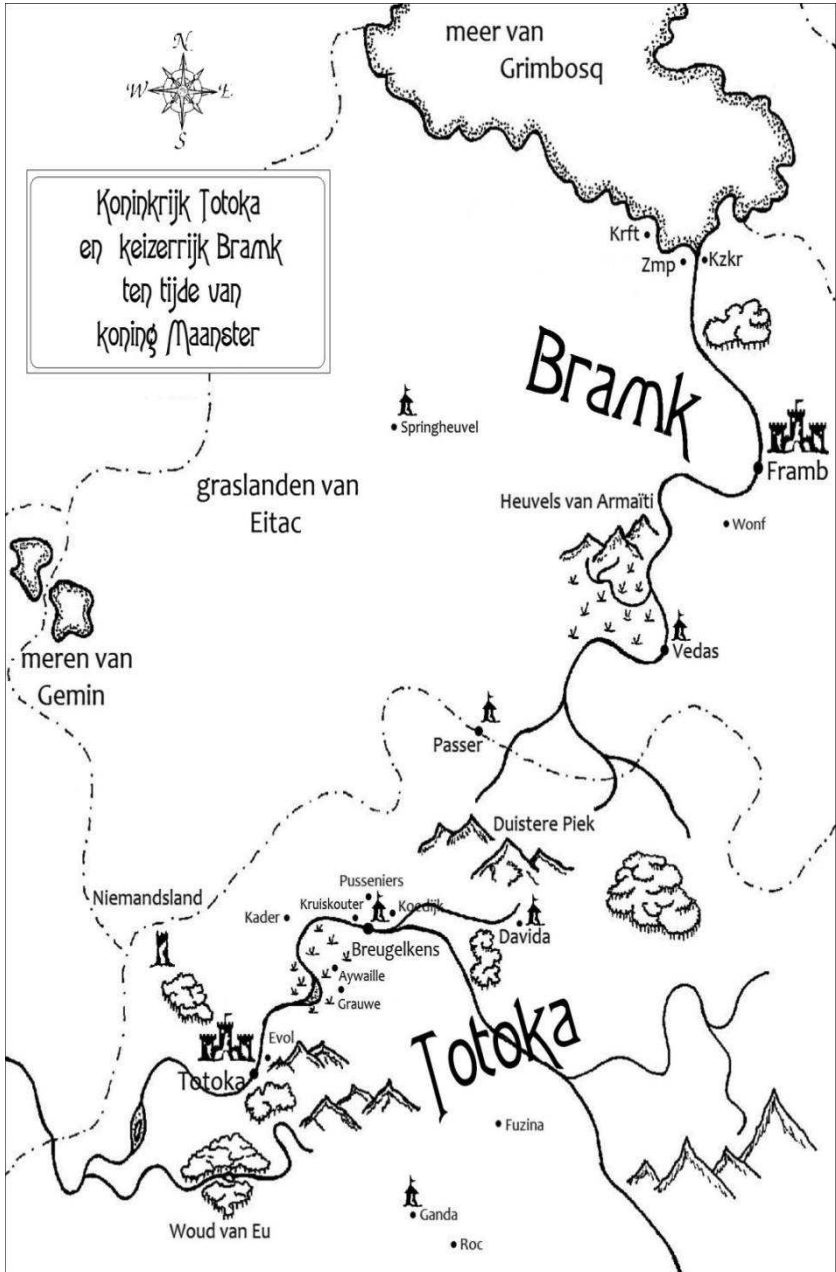 meer van
Grimbosq
N
W E
S
Koninkrijk Totoka
en keizerrijk Bramk
ten tijde van
koning Maanster
Krft
Zmp
Kzkr
Bramk
Springheuvel
Framb
graslanden van
Eitac
Heuvels van Armaïti
Wonf
meren van
Gemin
Vedas
Passer
Duistere Piek
Niemandsland
Pusseniers
Kader
Kruiskouter
Koedijk
Davida
Breugelkens
Aywaille
Grauwe
Totoka
Evol
Totoka
Fuzina
Woud van Eu
Ganda
Roc